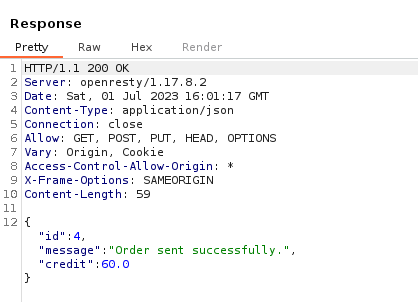 Response
Pretty Raw Hex Render
1 HTTP/1.1 200 OK
2 Server: openresty/1.17.8.2
3 Date: Sat, 01 Jul 2023 16:01:17 GMT
4 Content-Type: application/json
5 Connection: close
6 Allow: GET, POST, PUT, HEAD, OPTIONS
7 Vary: Origin, Cookie
8 Access-Control-Allow-Origin: *
9 X-Frame-Options: SAMEORIGIN
10 Content-Length: 59
11
12 {
"id":4,
"message":"Order sent successfully.",
"credit":60.0
}